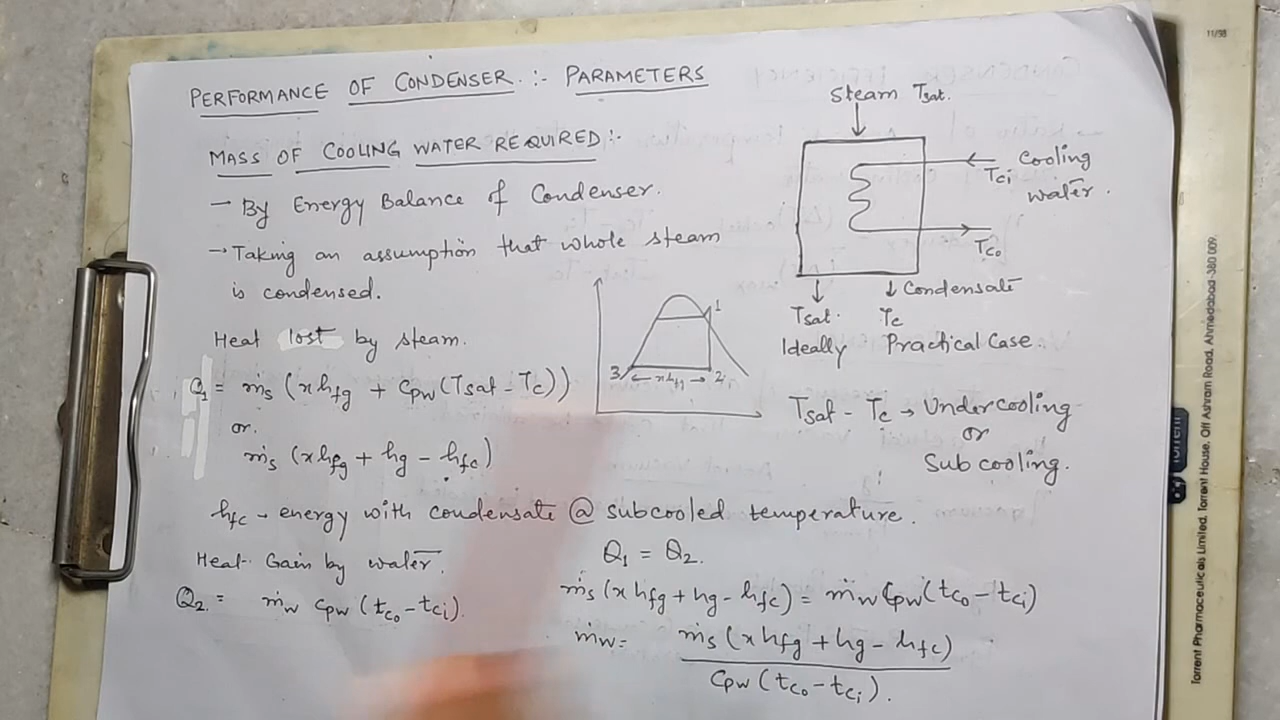 PERFORMANCE OF CONDENSER :- PARAMETERS
MASS OF COOLING WATER REQUIRED :-
- By Energy Balance of Condenser.
- Taking an assumption that whole steam
is condensed.
Heat lost by steam.
Q₁ = ṁs (x hfg + Cpw (Tsat - Tc))
or.
ṁs (x hfg + hg - hfc)
hfc - energy with condensate @ subcooled temperature.
Heat Gain by water.
Q₂ = ṁw Cpw (tco - tci).
Steam Tsat.
Cooling
water.
Tci
Tco
↓ ↓ Condensate
Tsat. Tc
Ideally Practical Case.
1
3 ← x hfg → 2
Tsat - Tc → Undercooling
or
Sub cooling.
Q₁ = Q₂.
ṁs (x hfg + hg - hfc) = ṁw Cpw (tco - tci)
ṁw = ṁs (x hfg + hg - hfc)
Cpw (tco - tci).
11/98
Torrent Pharmaceuticals Limited. Torrent House. Off Ashram Road, Ahmedabad-380 009.
torrent